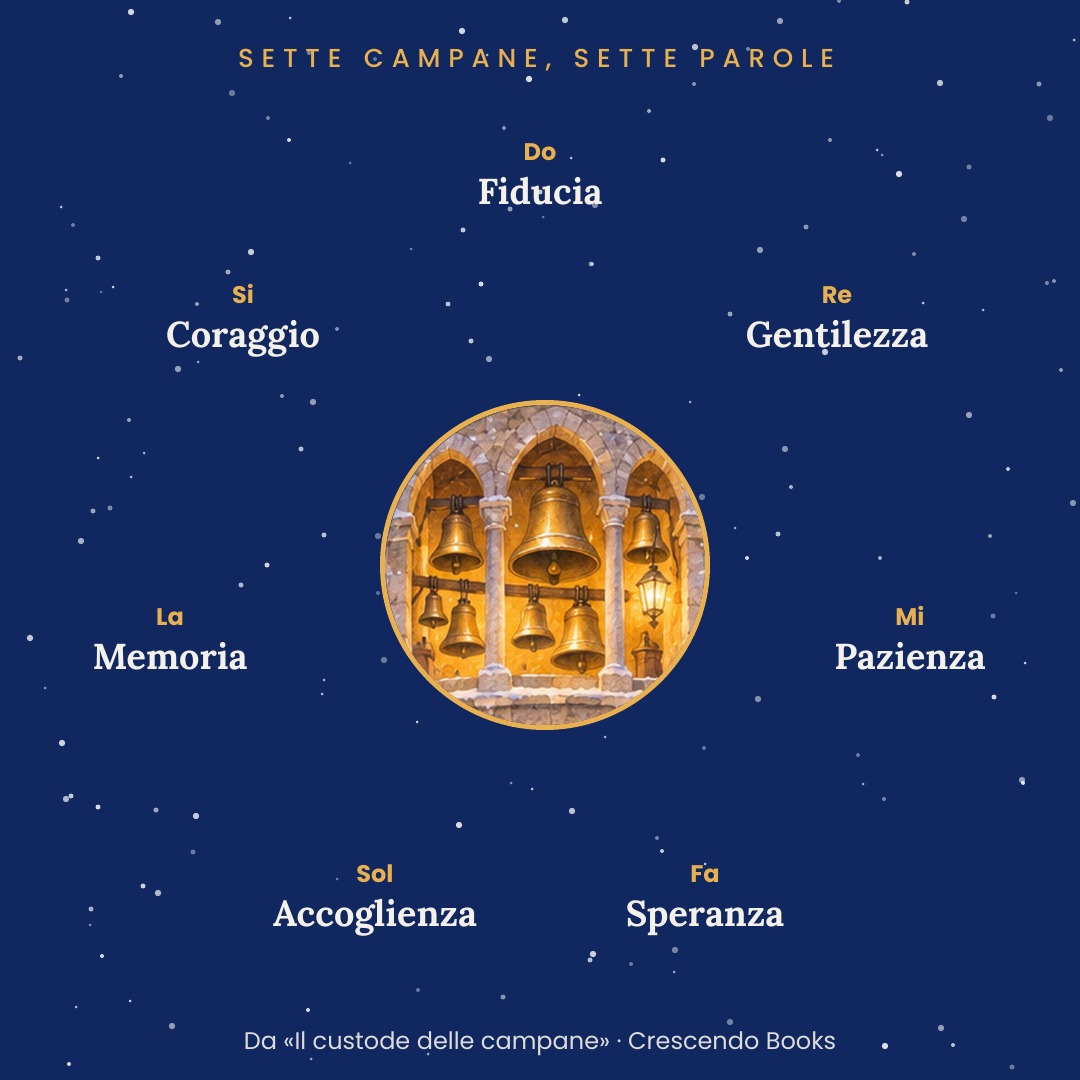 SETTE CAMPANE, SETTE PAROLE
Do
Fiducia
Si
Coraggio
Re
Gentilezza
La
Memoria
Mi
Pazienza
Sol
Accoglienza
Fa
Speranza
Da «Il custode delle campane» · Crescendo Books